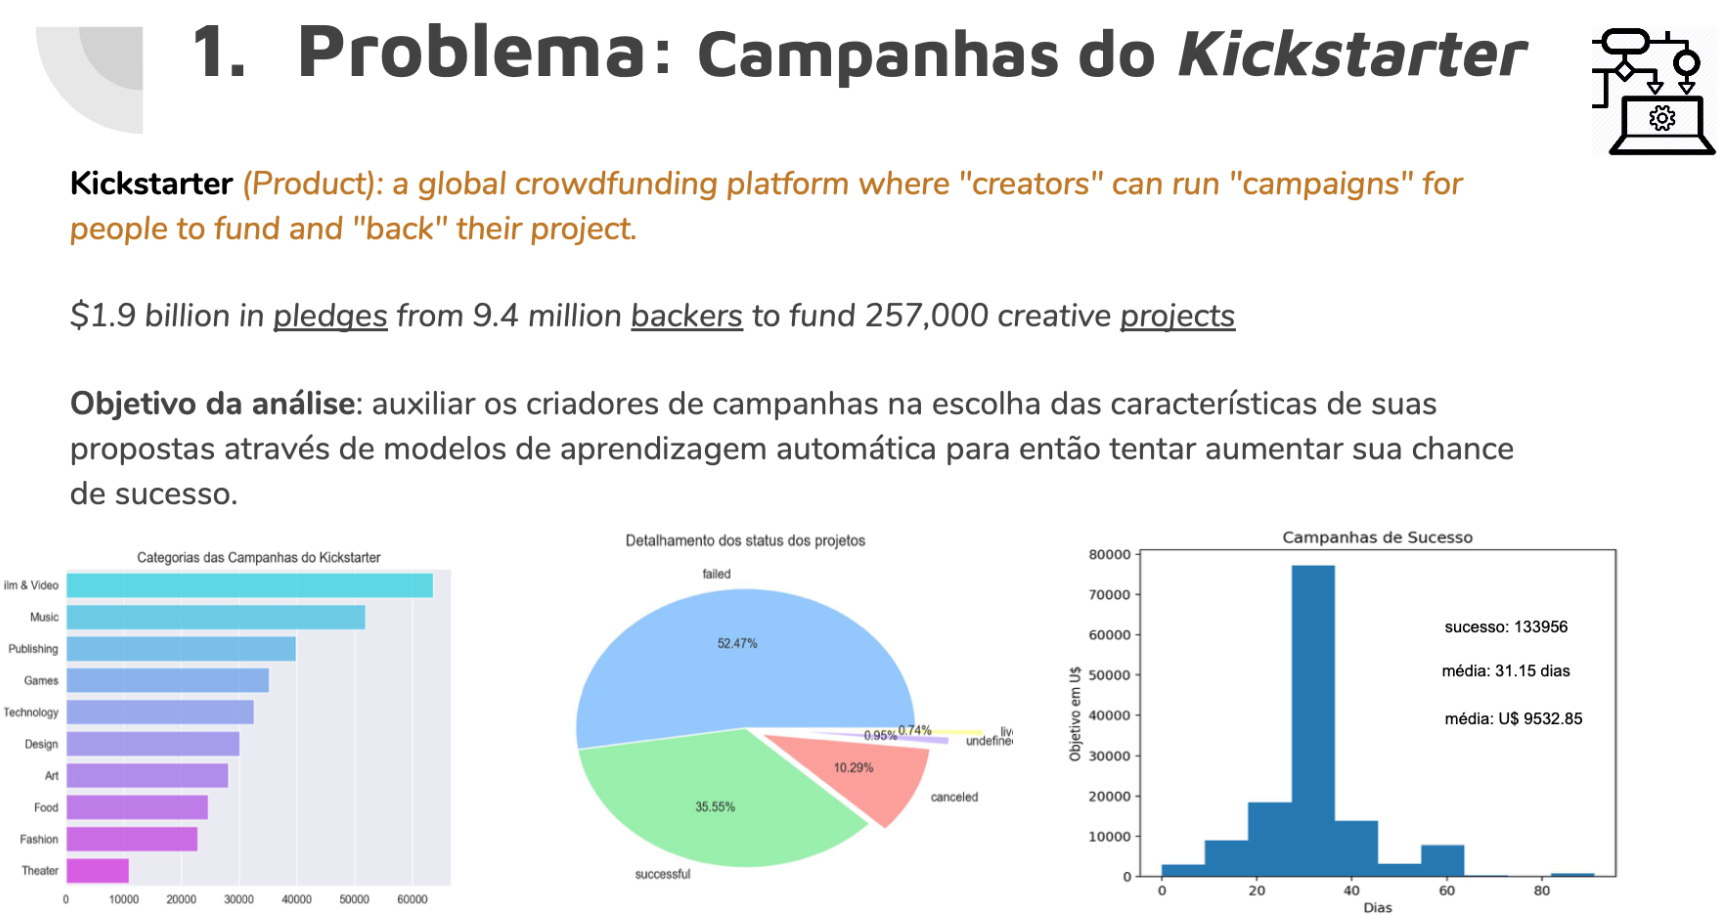 1. Problema: Campanhas do Kickstarter
Kickstarter (Product): a global crowdfunding platform where "creators" can run "campaigns" for
people to fund and "back" their project.
$1.9 billion in pledges from 9.4 million backers to fund 257,000 creative projects
Objetivo da análise: auxiliar os criadores de campanhas na escolha das características de suas
propostas através de modelos de aprendizagem automática para então tentar aumentar sua chance
de sucesso.
Categorias das Campanhas do Kickstarter
ilm & Video
Music
Publishing
Games
Technology
Design
Art
Food
Fashion
Theater
0 10000 20000 30000 40000 50000 60000
Detalhamento dos status dos projetos
failed
52.47%
0.74%
liv
0.95%
undefine
10.29%
canceled
35.55%
successful
Campanhas de Sucesso
80000
70000
60000
50000
40000
30000
20000
10000
0
Objetivo em U$
sucesso: 133956
média: 31.15 dias
média: U$ 9532.85
0 20 40 60 80
Dias